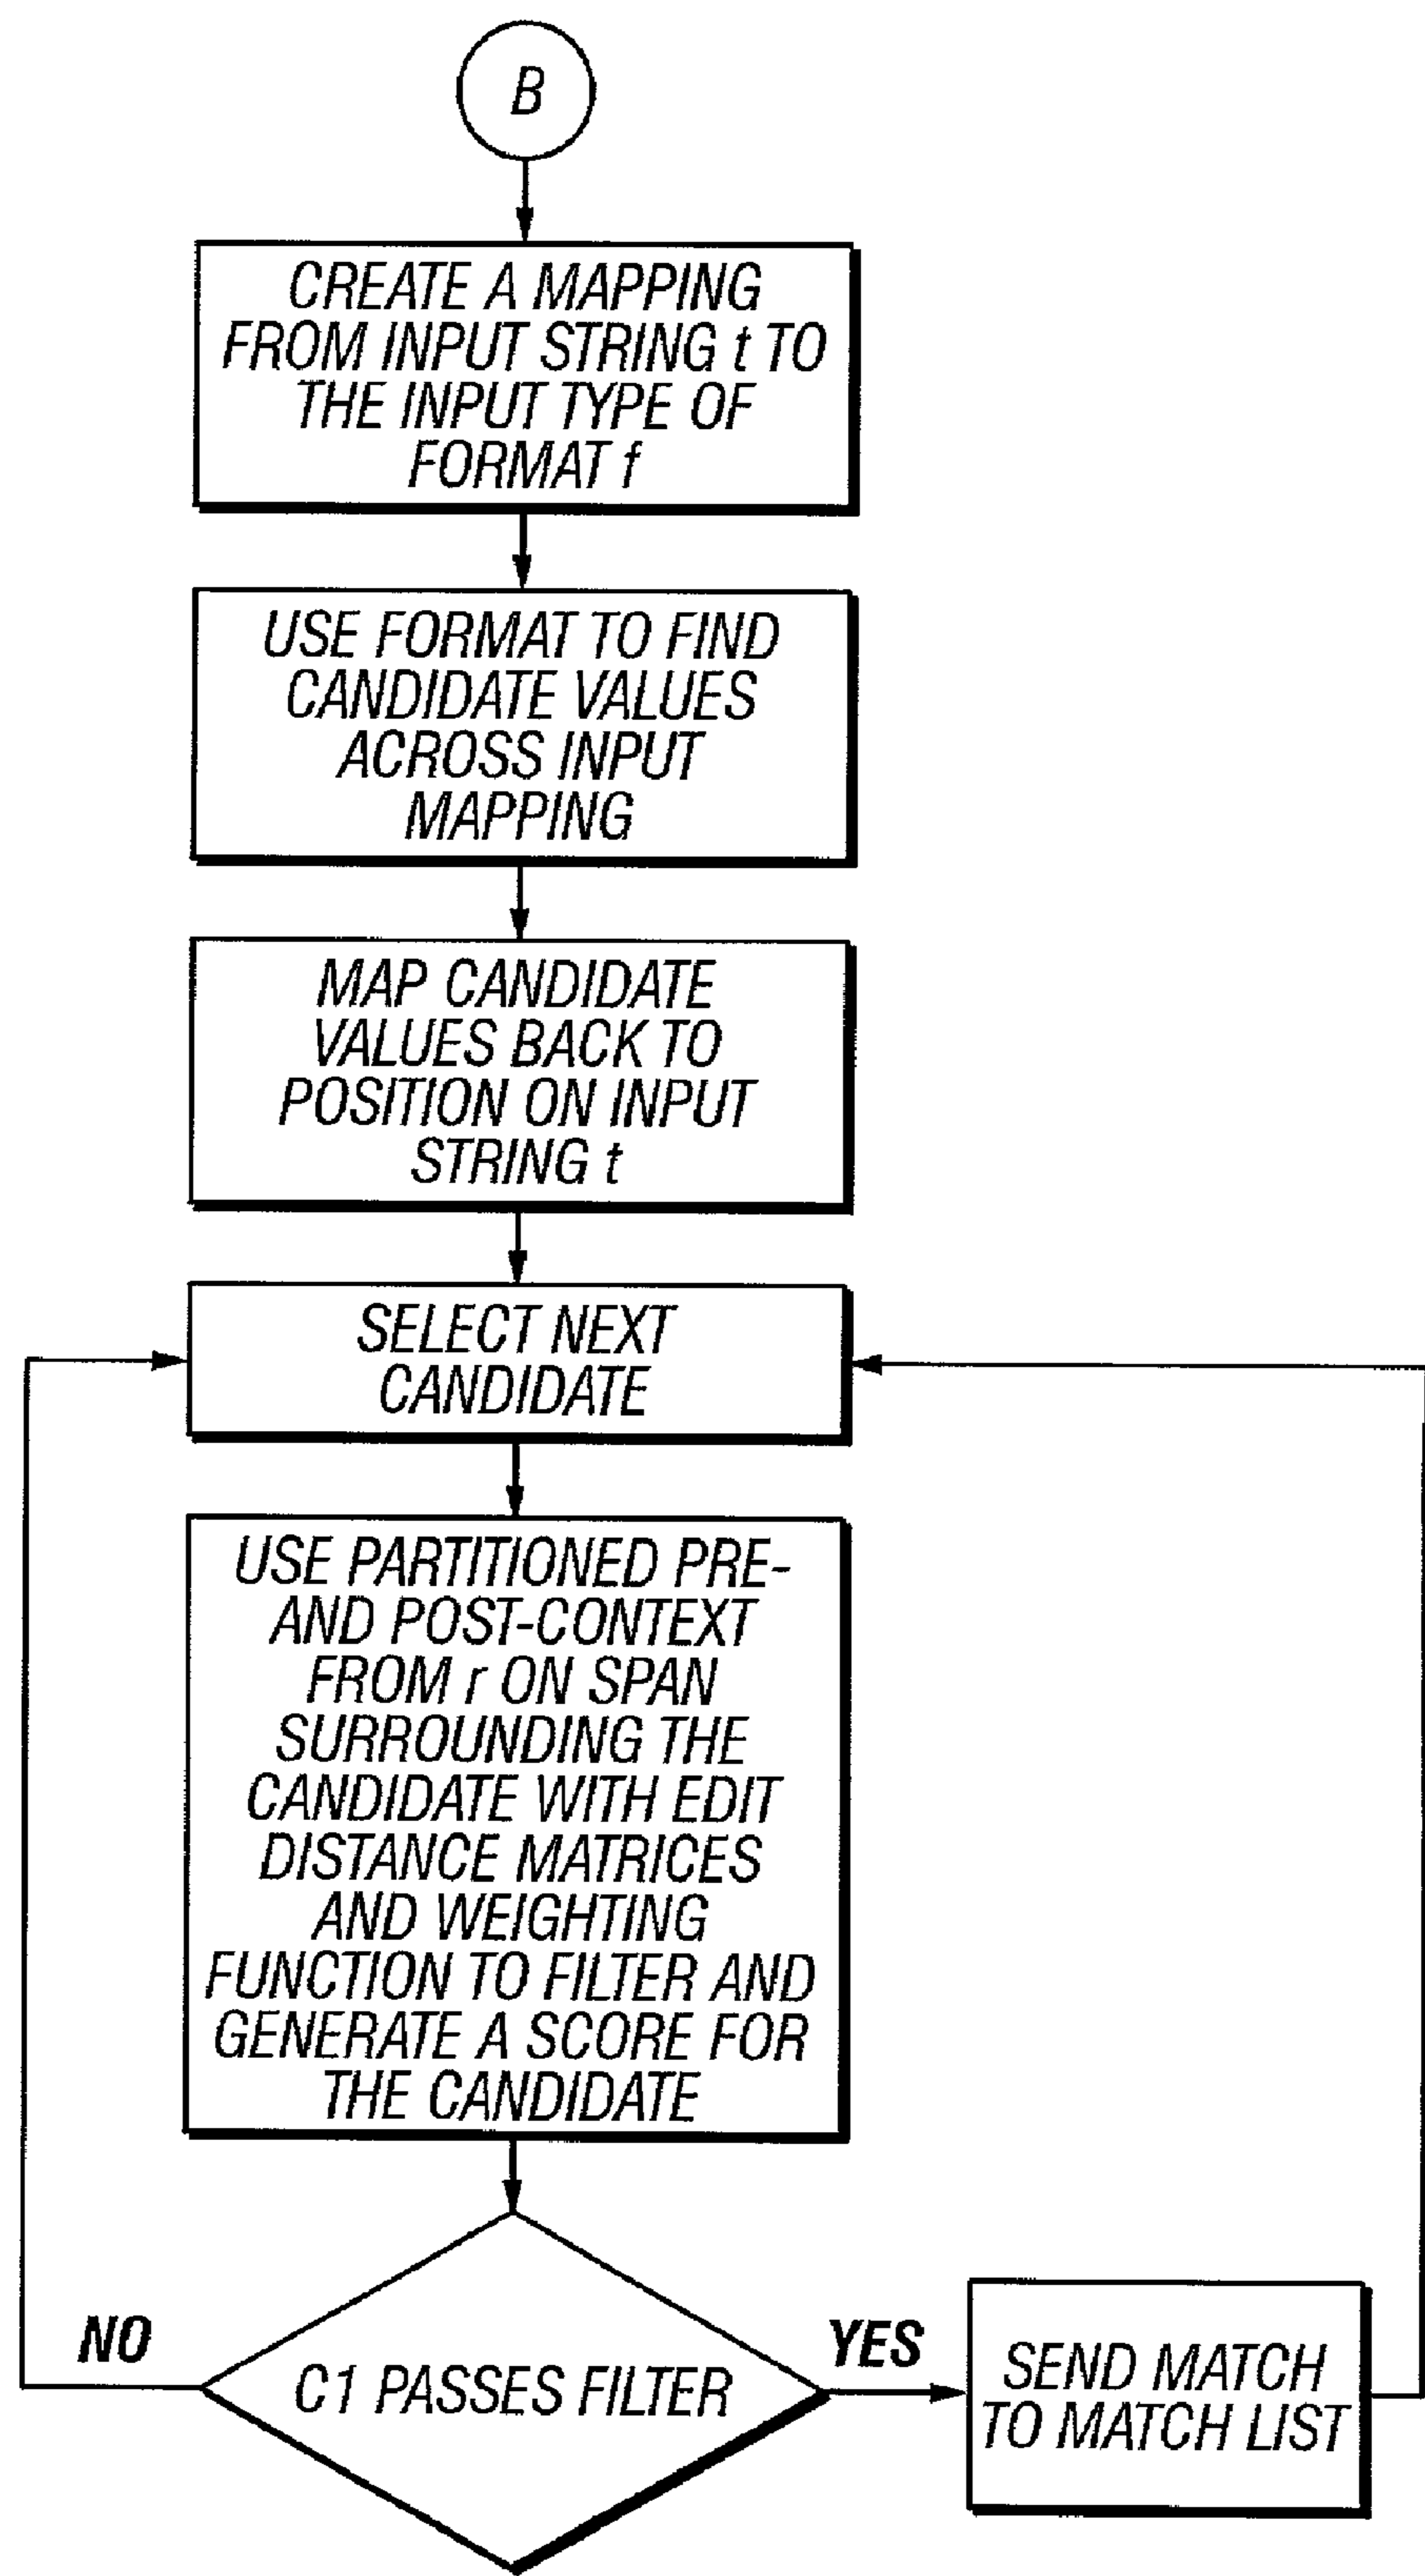 B
CREATE A MAPPING
FROM INPUT STRING t TO
THE INPUT TYPE OF
FORMAT f
USE FORMAT TO FIND
CANDIDATE VALUES
ACROSS INPUT
MAPPING
MAP CANDIDATE
VALUES BACK TO
POSITION ON INPUT
STRING t
SELECT NEXT
CANDIDATE
USE PARTITIONED PRE-
AND POST-CONTEXT
FROM r ON SPAN
SURROUNDING THE
CANDIDATE WITH EDIT
DISTANCE MATRICES
AND WEIGHTING
FUNCTION TO FILTER AND
GENERATE A SCORE FOR
THE CANDIDATE
NO
C1 PASSES FILTER
YES
SEND MATCH
TO MATCH LIST